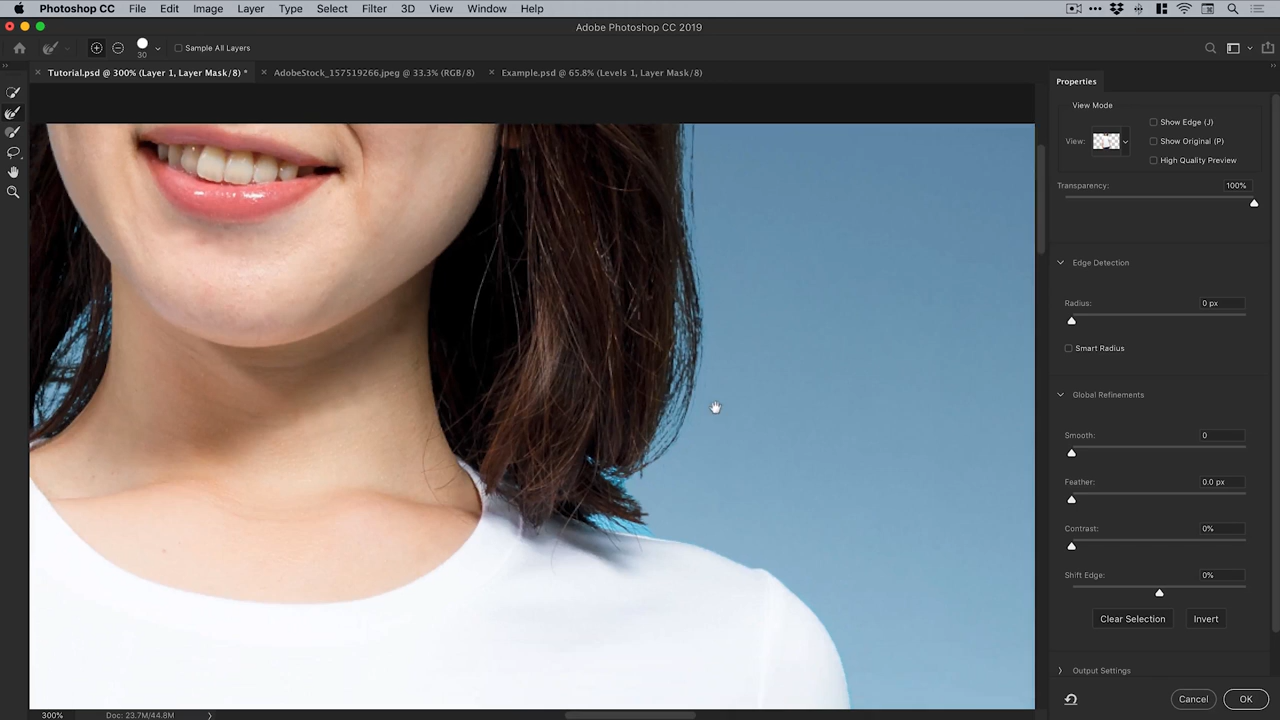 Photoshop CC File Edit Image Layer Type Select Filter 3D View Window Help
Adobe Photoshop CC 2019
30 Sample All Layers
Tutorial.psd @ 300% (Layer 1, Layer Mask/8) * AdobeStock_157519266.jpeg @ 33.3% (RGB/8) Example.psd @ 65.8% (Levels 1, Layer Mask/8)
Properties
View Mode
View:
Show Edge (J)
Show Original (P)
High Quality Preview
Transparency: 100%
Edge Detection
Radius: 0 px
Smart Radius
Global Refinements
Smooth: 0
Feather: 0.0 px
Contrast: 0%
Shift Edge: 0%
Clear Selection Invert
Output Settings
Cancel OK
300% Doc: 23.7M/44.8M